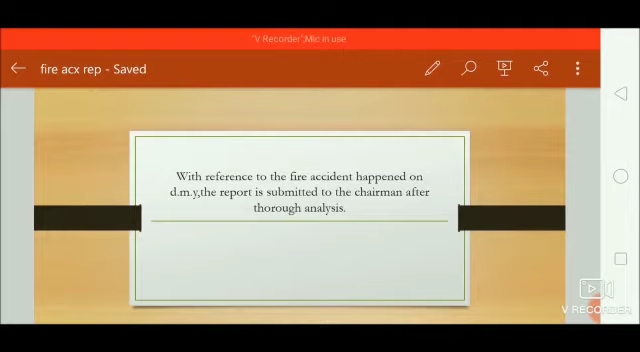 "V Recorder",Mic in use
fire acx rep - Saved
With reference to the fire accident happened on
d.m.y,the report is submitted to the chairman after
thorough analysis.
V RECORDER